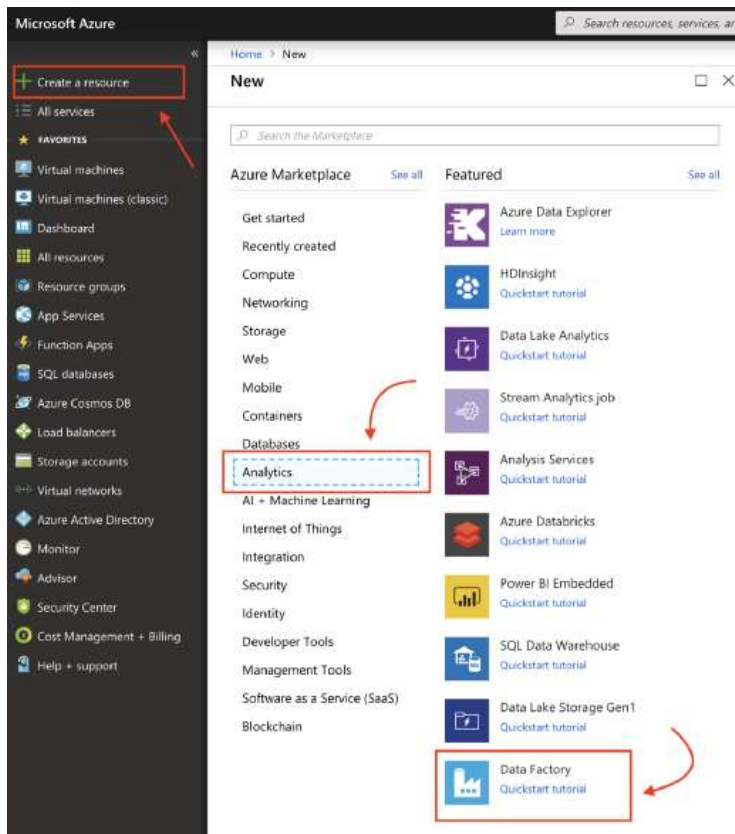 Microsoft Azure
Search resources, services, an
«
Create a resource
All services
FAVORITES
Virtual machines
Virtual machines (classic)
Dashboard
All resources
Resource groups
App Services
Function Apps
SQL databases
Azure Cosmos DB
Load balancers
Storage accounts
Virtual networks
Azure Active Directory
Monitor
Advisor
Security Center
Cost Management + Billing
Help + support
Home > New
New
Search the Marketplace
Azure Marketplace See all
Get started
Recently created
Compute
Networking
Storage
Web
Mobile
Containers
Databases
Analytics
AI + Machine Learning
Internet of Things
Integration
Security
Identity
Developer Tools
Management Tools
Software as a Service (SaaS)
Blockchain
Featured See all
Azure Data Explorer
Learn more
HDInsight
Quickstart tutorial
Data Lake Analytics
Quickstart tutorial
Stream Analytics job
Quickstart tutorial
Analysis Services
Quickstart tutorial
Azure Databricks
Quickstart tutorial
Power BI Embedded
Quickstart tutorial
SQL Data Warehouse
Quickstart tutorial
Data Lake Storage Gen1
Quickstart tutorial
Data Factory
Quickstart tutorial